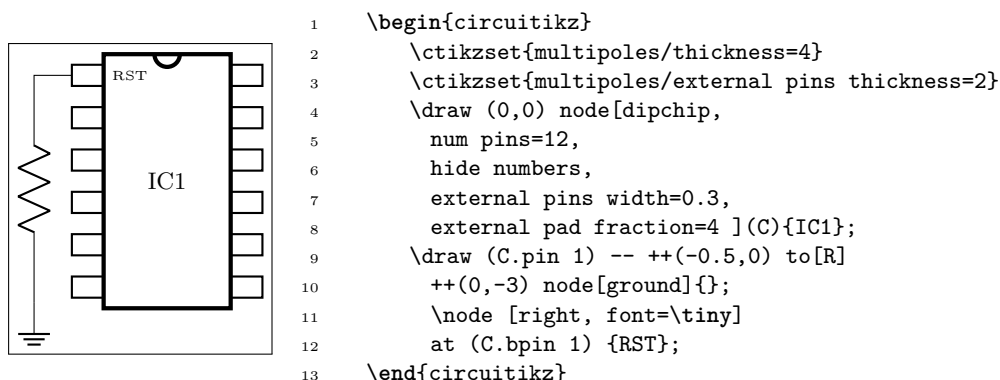 RST
IC1
1 \begin{circuitikz}
2 \ctikzset{multipoles/thickness=4}
3 \ctikzset{multipoles/external pins thickness=2}
4 \draw (0,0) node[dipchip,
5 num pins=12,
6 hide numbers,
7 external pins width=0.3,
8 external pad fraction=4 ](C){IC1};
9 \draw (C.pin 1) -- ++(-0.5,0) to[R]
10 ++(0,-3) node[ground]{};
11 \node [right, font=\tiny]
12 at (C.bpin 1) {RST};
13 \end{circuitikz}